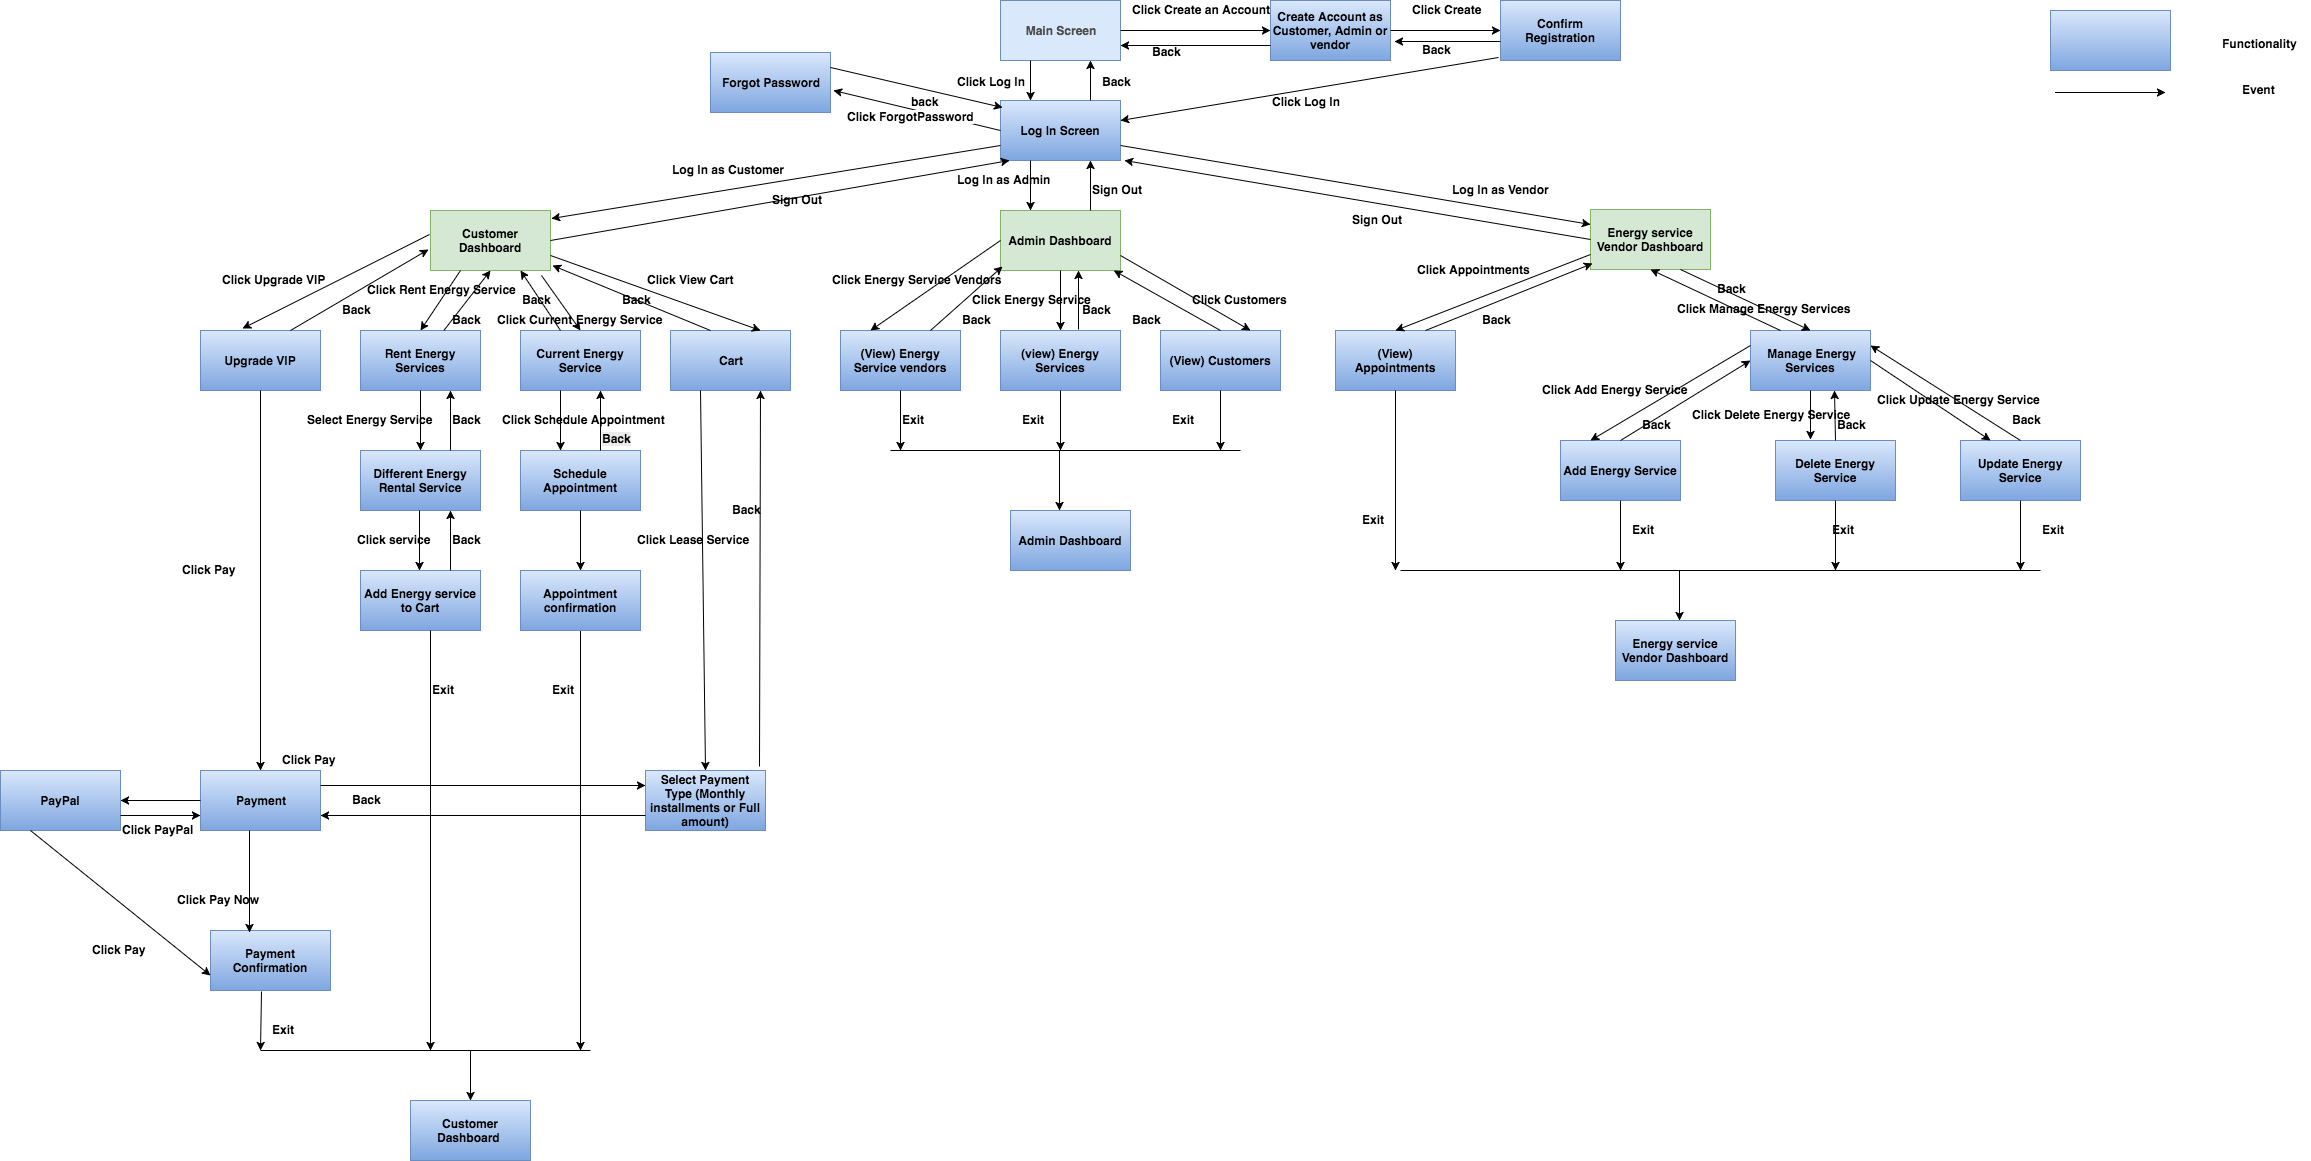 Click Create an Account
Click Create
Main Screen
Create Account as
Customer, Admin or
vendor
Confirm
Registration
Functionality
Back
Back
Forgot Password
Click Log In
Back
Event
back
Click ForgotPassword
Click Log In
Log In Screen
Log In as Customer
Log In as Admin
Sign Out
Log In as Vendor
Sign Out
Sign Out
Customer
Dashboard
Admin Dashboard
Energy service
Vendor Dashboard
Click Upgrade VIP
Click Rent Energy Service
Back
Back
Click View Cart
Click Energy Service Vendors
Click Energy Service
Click Customers
Click Appointments
Back
Back
Back
Click Current Energy Service
Back
Back
Back
Back
Click Manage Energy Services
Upgrade VIP
Rent Energy
Services
Current Energy
Service
Cart
(View) Energy
Service vendors
(view) Energy
Services
(View) Customers
(View)
Appointments
Manage Energy
Services
Click Add Energy Service
Click Update Energy Service
Select Energy Service
Back
Click Schedule Appointment
Back
Exit
Exit
Exit
Back
Click Delete Energy Service
Back
Back
Different Energy
Rental Service
Schedule
Appointment
Add Energy Service
Delete Energy
Service
Update Energy
Service
Back
Exit
Exit
Exit
Exit
Click service
Back
Click Lease Service
Admin Dashboard
Click Pay
Add Energy service
to Cart
Appointment
confirmation
Energy service
Vendor Dashboard
Exit
Exit
Click Pay
PayPal
Payment
Back
Select Payment
Type (Monthly
installments or Full
amount)
Click PayPal
Click Pay Now
Click Pay
Payment
Confirmation
Exit
Customer
Dashboard